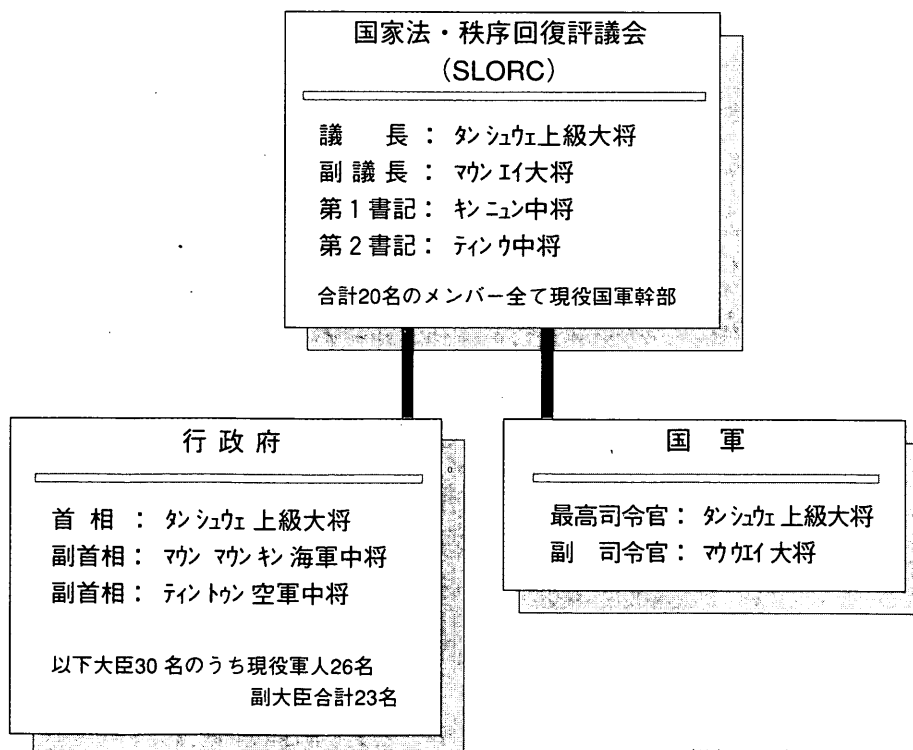 国家法・秩序回復評議会
(SLORC)
議　長： ﾀﾝ ｼｭｳｪ上級大将
副 議 長 ： ﾏｳﾝ ｴｲ大将
第１書記： ｷﾝ ﾆｭﾝ中将
第２書記： ﾃｨﾝ ｳ中将
合計20名のメンバー全て現役国軍幹部
行 政 府
首 相 ： ﾀﾝ ｼｭｳｪ 上級大将
副首相： ﾏｳﾝ ﾏｳﾝ ｷﾝ 海軍中将
副首相： ﾃｨﾝ ﾄｩﾝ 空軍中将
以下大臣30 名のうち現役軍人26名
副大臣合計23名
国　軍
最高司令官： ﾀﾝ ｼｭｳｪ 上級大将
副　司令官： ﾏｳ ｳｴｲ 大将